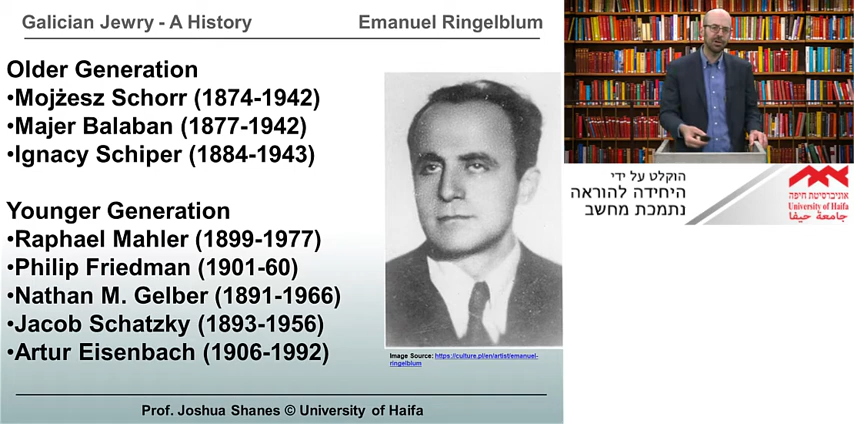 Galician Jewry - A History
Emanuel Ringelblum
Older Generation
•Mojżesz Schorr (1874-1942)
•Majer Balaban (1877-1942)
•Ignacy Schiper (1884-1943)
Younger Generation
•Raphael Mahler (1899-1977)
•Philip Friedman (1901-60)
•Nathan M. Gelber (1891-1966)
•Jacob Schatzky (1893-1956)
•Artur Eisenbach (1906-1992)
Image Source: https://culture.pl/en/artist/emanuel-
ringelblum
Prof. Joshua Shanes © University of Haifa
הוקלט על ידי
היחידה להוראה
נתמכת מחשב
אוניברסיטת חיפה
University of Haifa
جامعة حيفا